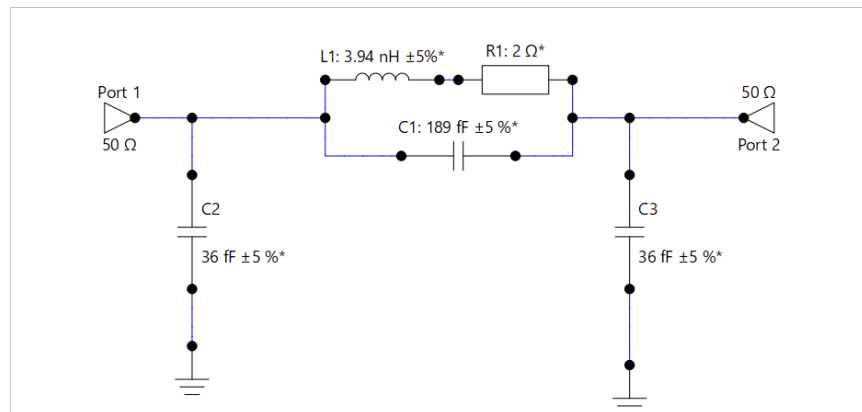 L1: 3.94 nH ±5%*
R1: 2 Ω*
Port 1
50 Ω
50 Ω
Port 2
C1: 189 fF ±5 %*
C2
36 fF ±5 %*
C3
36 fF ±5 %*